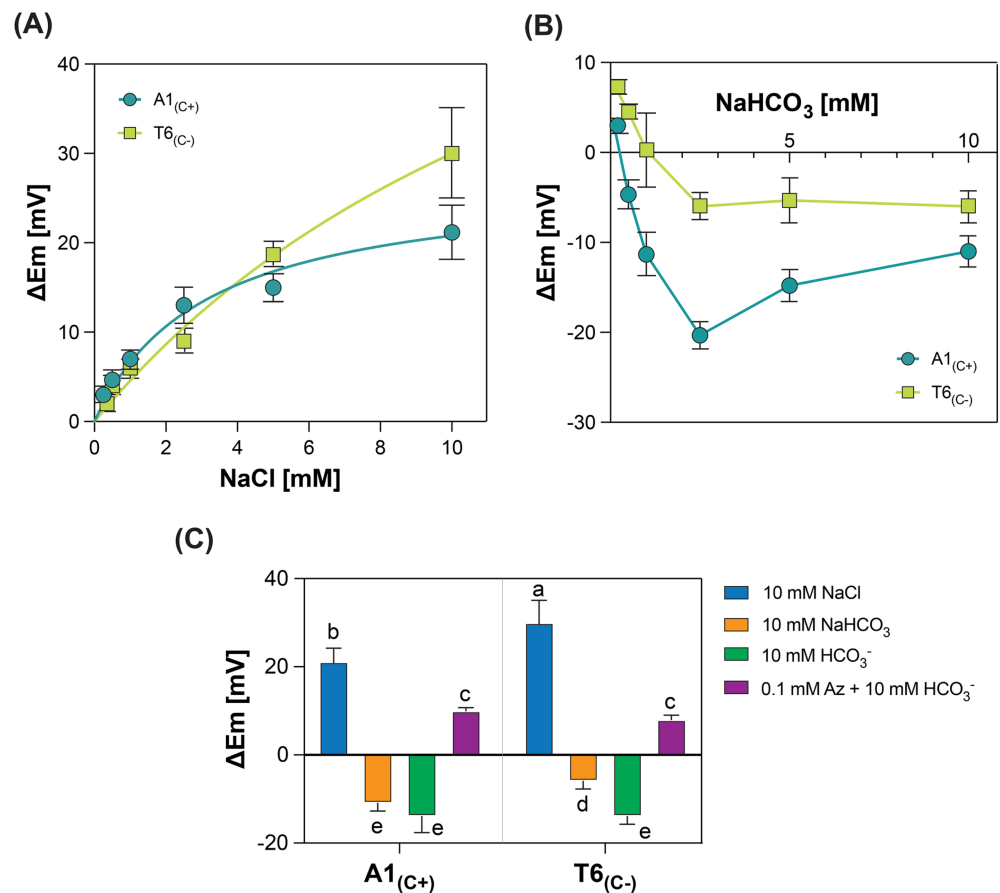 (A)
40
30
20
10
0
ΔEm [mV]
A1(C+)
T6(C-)
0 2 4 6 8 10
NaCl [mM]
(B)
10
0
-10
-20
-30
ΔEm [mV]
NaHCO3 [mM]
5 10
A1(C+)
T6(C-)
(C)
40
20
0
-20
ΔEm [mV]
b e e c
a d e c
A1(C+) T6(C-)
10 mM NaCl
10 mM NaHCO3
10 mM HCO3-
0.1 mM Az + 10 mM HCO3-